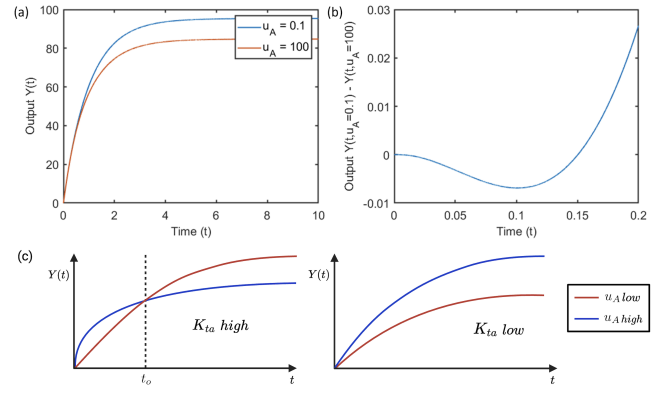 (a)
100
80
60
40
20
0
Output Y(t)
0 2 4 6 8 10
Time (t)
u_A = 0.1
u_A = 100
(b)
0.03
0.02
0.01
0
-0.01
Output Y(t,u_A=0.1) - Y(t,u_A=100)
0 0.05 0.1 0.15 0.2
Time (t)
(c)
Y(t)
K_ta high
t_o
t
Y(t)
K_ta low
t
u_A low
u_A high